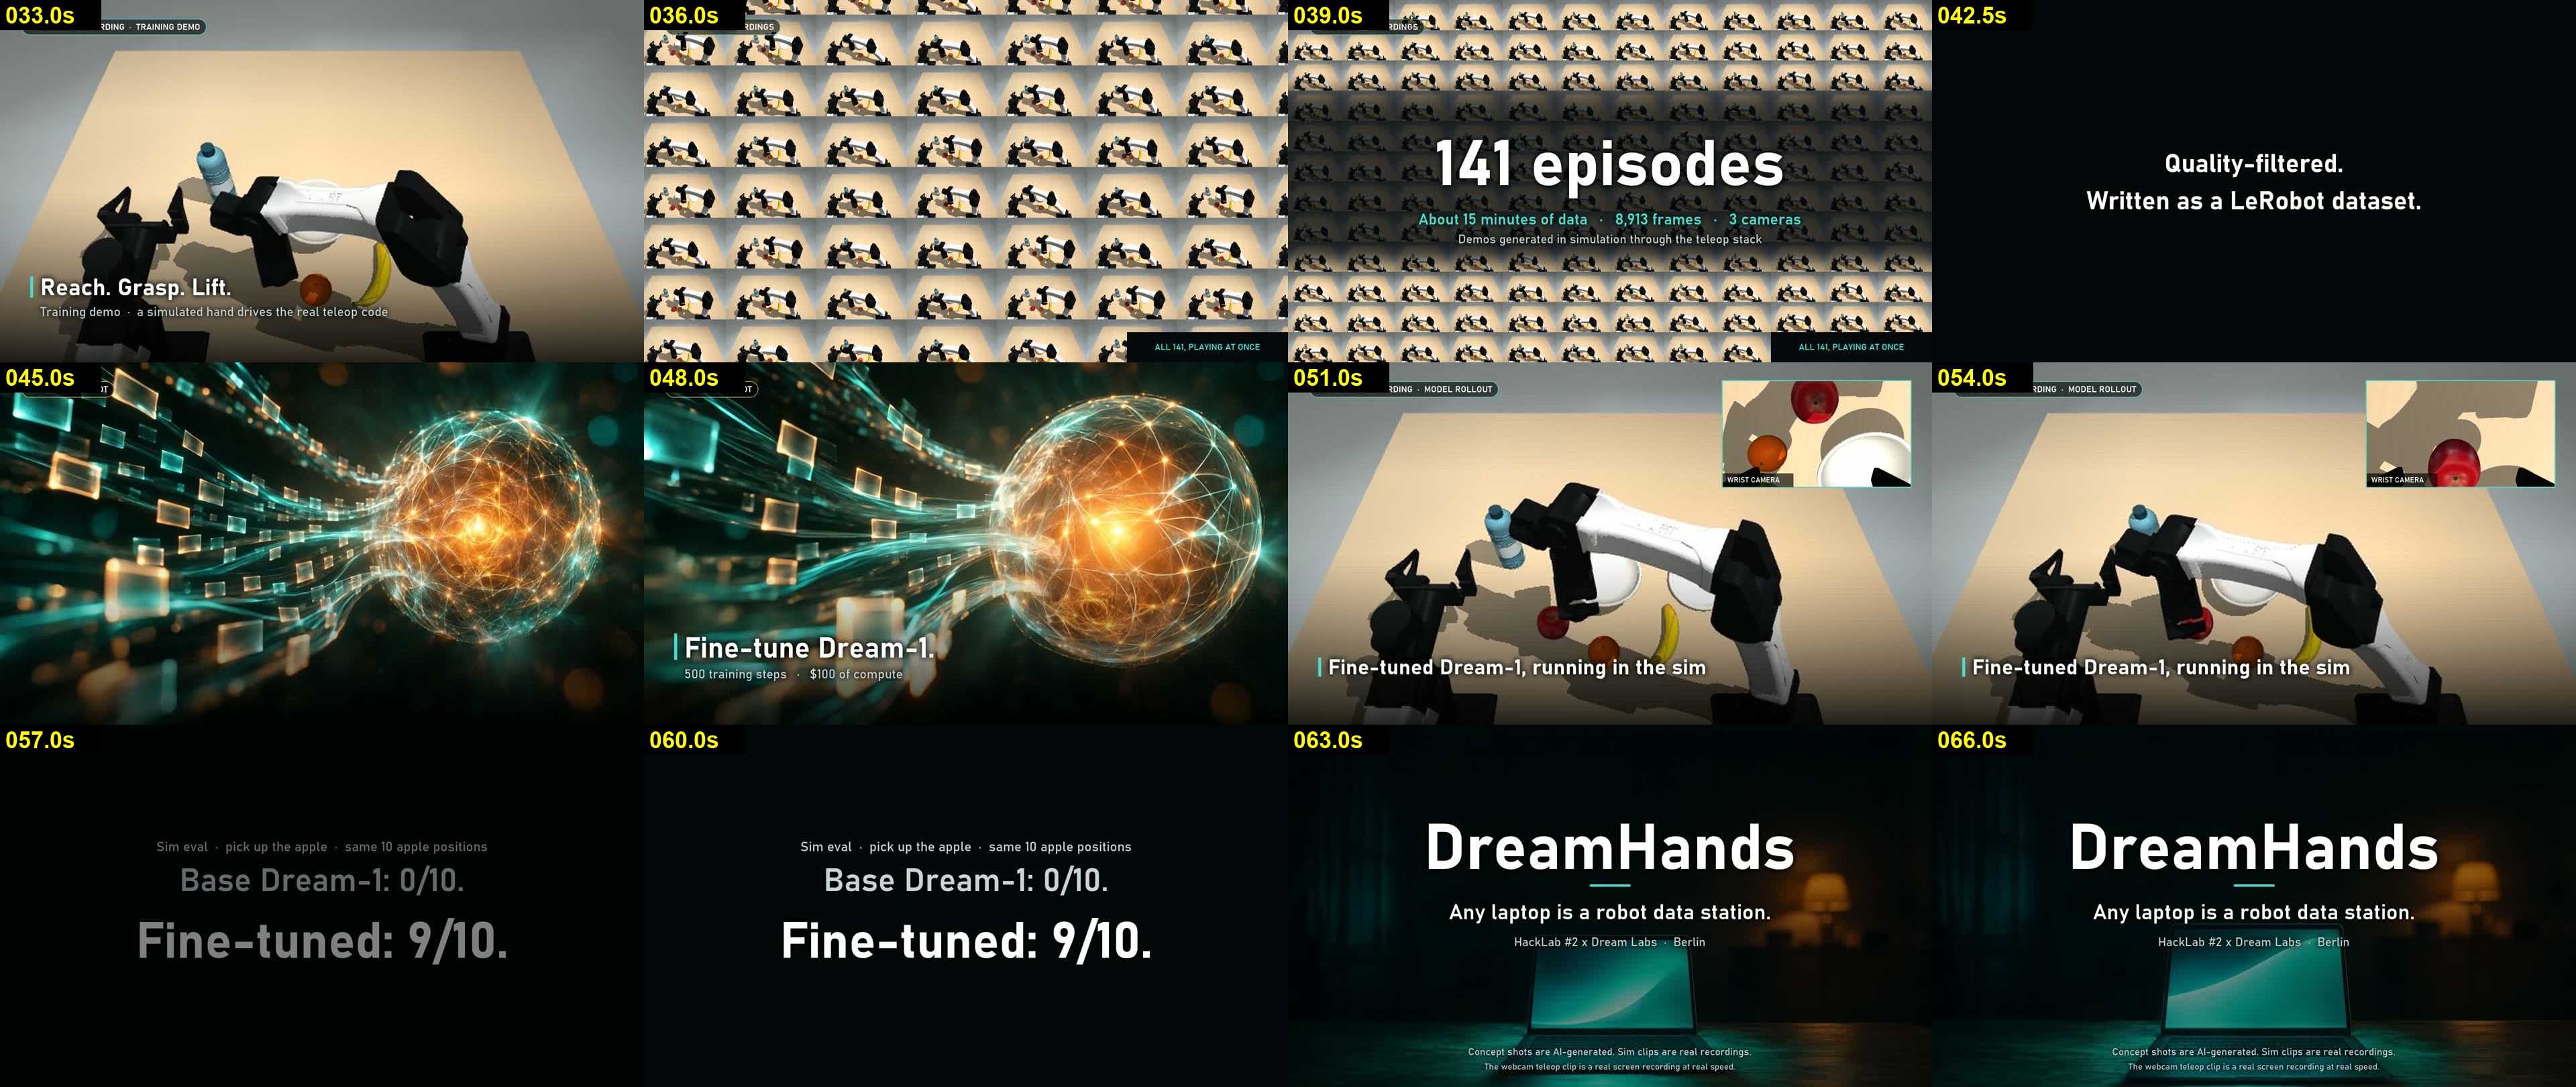 033.0s
RDING · TRAINING DEMO
Reach. Grasp. Lift.
Training demo · a simulated hand drives the real teleop code
036.0s
RDINGS
ALL 141, PLAYING AT ONCE
039.0s
RDINGS
141 episodes
About 15 minutes of data · 8,913 frames · 3 cameras
Demos generated in simulation through the teleop stack
ALL 141, PLAYING AT ONCE
042.5s
Quality-filtered.
Written as a LeRobot dataset.
045.0s
OT
048.0s
OT
Fine-tune Dream-1.
500 training steps · $100 of compute
051.0s
RDING · MODEL ROLLOUT
WRIST CAMERA
Fine-tuned Dream-1, running in the sim
054.0s
RDING · MODEL ROLLOUT
WRIST CAMERA
Fine-tuned Dream-1, running in the sim
057.0s
Sim eval · pick up the apple · same 10 apple positions
Base Dream-1: 0/10.
Fine-tuned: 9/10.
060.0s
Sim eval · pick up the apple · same 10 apple positions
Base Dream-1: 0/10.
Fine-tuned: 9/10.
063.0s
DreamHands
Any laptop is a robot data station.
HackLab #2 x Dream Labs · Berlin
Concept shots are AI-generated. Sim clips are real recordings.
The webcam teleop clip is a real screen recording at real speed.
066.0s
DreamHands
Any laptop is a robot data station.
HackLab #2 x Dream Labs · Berlin
Concept shots are AI-generated. Sim clips are real recordings.
The webcam teleop clip is a real screen recording at real speed.